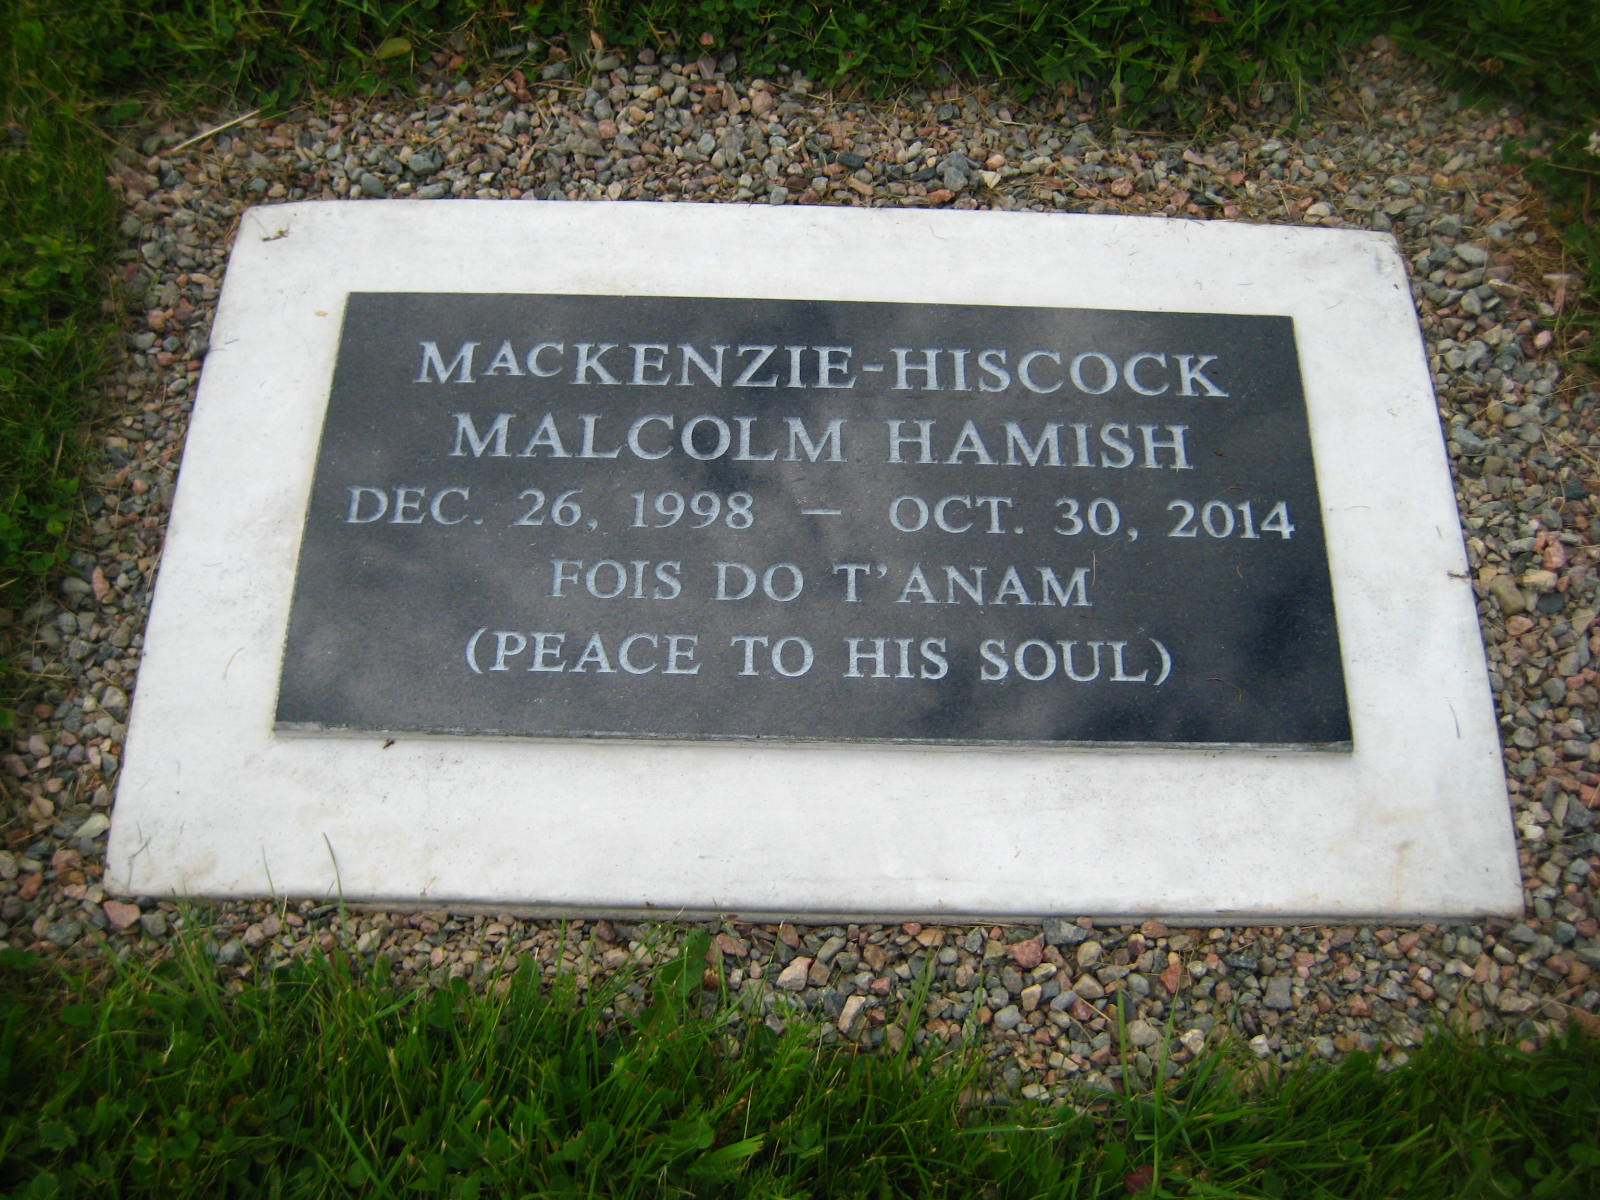 MACKENZIE-HISCOCK
MALCOLM HAMISH
DEC. 26, 1998 – OCT. 30, 2014
FOIS DO T'ANAM
(PEACE TO HIS SOUL)